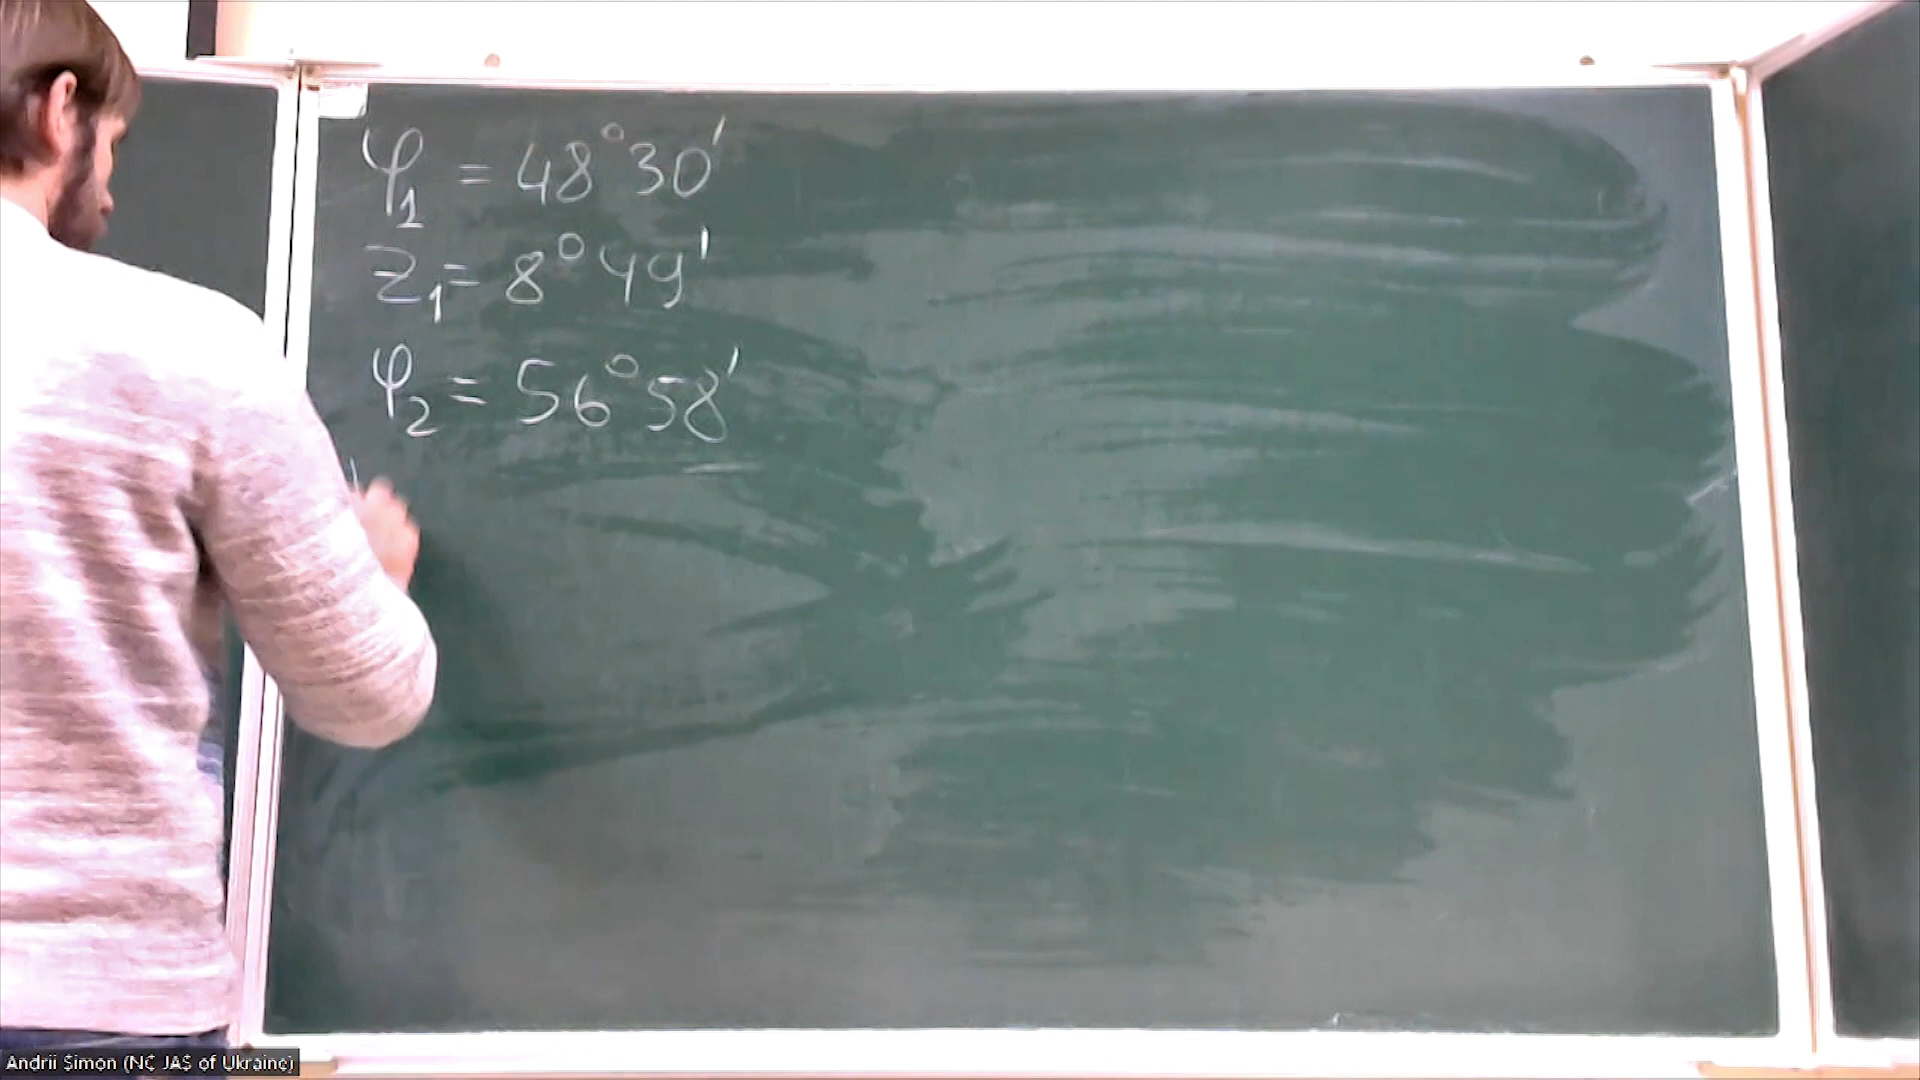 φ₁ = 48°30'
z₁ = 8°49'
φ₂ = 56°58'
Andrii Simon (NC JAS of Ukraine)